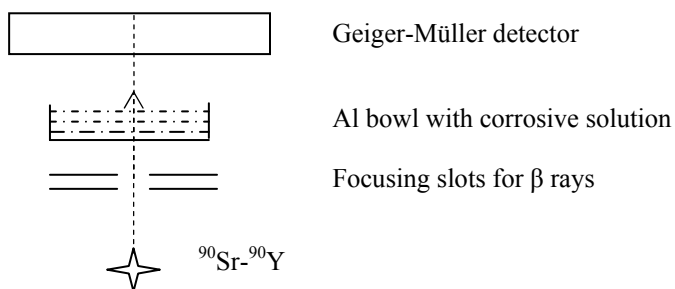 Geiger-Müller detector
Al bowl with corrosive solution
Focusing slots for β rays
⁹⁰Sr-⁹⁰Y